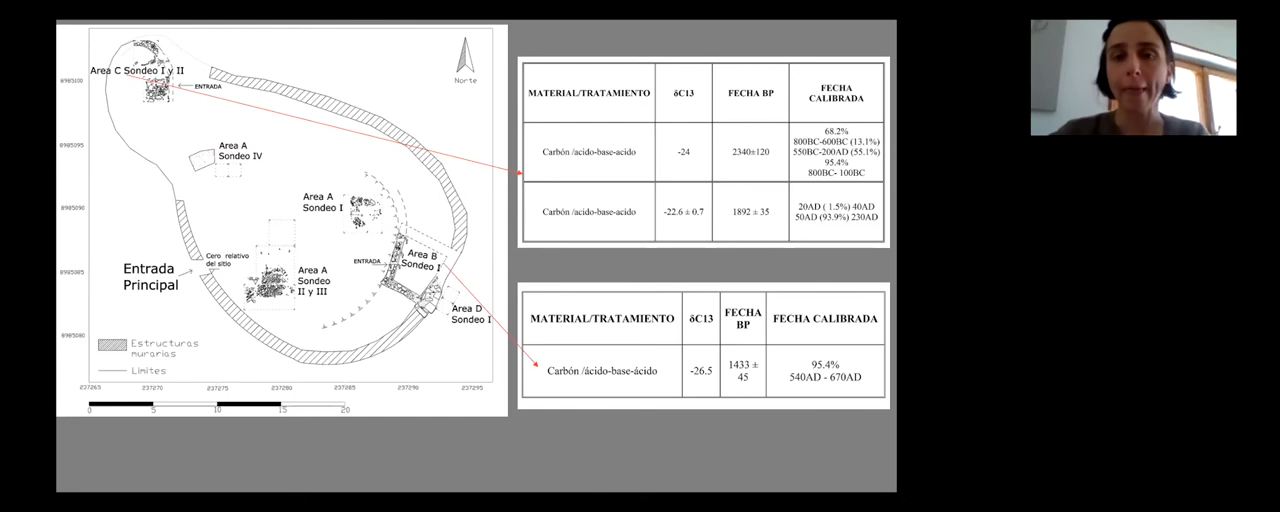 Area C Sondeo I y II
ENTRADA
Norte
8985100
8985095
8985090
8985085
8985080
Area A
Sondeo IV
Area A
Sondeo I
Entrada
Principal
Cero relativo
del sitio
Area A
Sondeo
II y III
ENTRADA
Area B
Sondeo I
Area D
Sondeo I
Estructuras
murarias
Límites
237265
237270
237275
237280
237285
237290
237295
0
5
10
15
20
MATERIAL/TRATAMIENTO
δC13
FECHA BP
FECHA
CALIBRADA
Carbón /acido-base-acido
-24
2340±120
68.2%
800BC-600BC (13.1%)
550BC-200AD (55.1%)
95.4%
800BC- 100BC
Carbón /acido-base-acido
-22.6 ± 0.7
1892 ± 35
20AD ( 1.5%) 40AD
50AD (93.9%) 230AD
MATERIAL/TRATAMIENTO
δC13
FECHA
BP
FECHA CALIBRADA
Carbón /ácido-base-ácido
-26.5
1433 ±
45
95.4%
540AD - 670AD